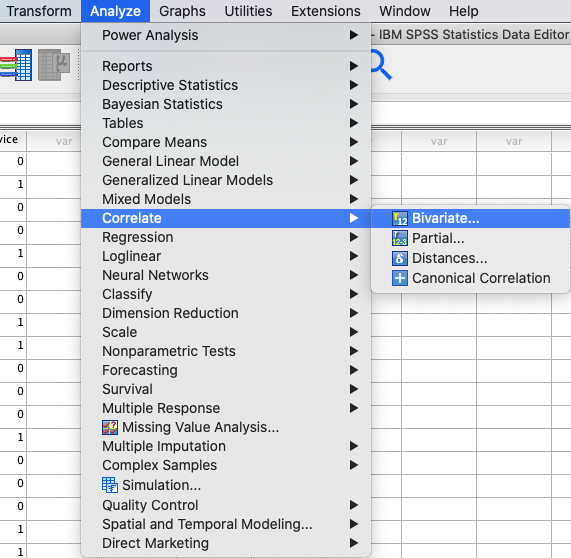 Transform Analyze Graphs Utilities Extensions Window Help
Power Analysis
- IBM SPSS Statistics Data Editor
Reports
Descriptive Statistics
Bayesian Statistics
Tables
Compare Means
General Linear Model
Generalized Linear Models
Mixed Models
Correlate
Regression
Loglinear
Neural Networks
Classify
Dimension Reduction
Scale
Nonparametric Tests
Forecasting
Survival
Multiple Response
Missing Value Analysis...
Multiple Imputation
Complex Samples
Simulation...
Quality Control
Spatial and Temporal Modeling...
Direct Marketing
Bivariate...
Partial...
Distances...
Canonical Correlation
vice var var var
0
1
0
0
0
1
0
0
1
1
0
0
0
0
1
0
0
0
0
1
1